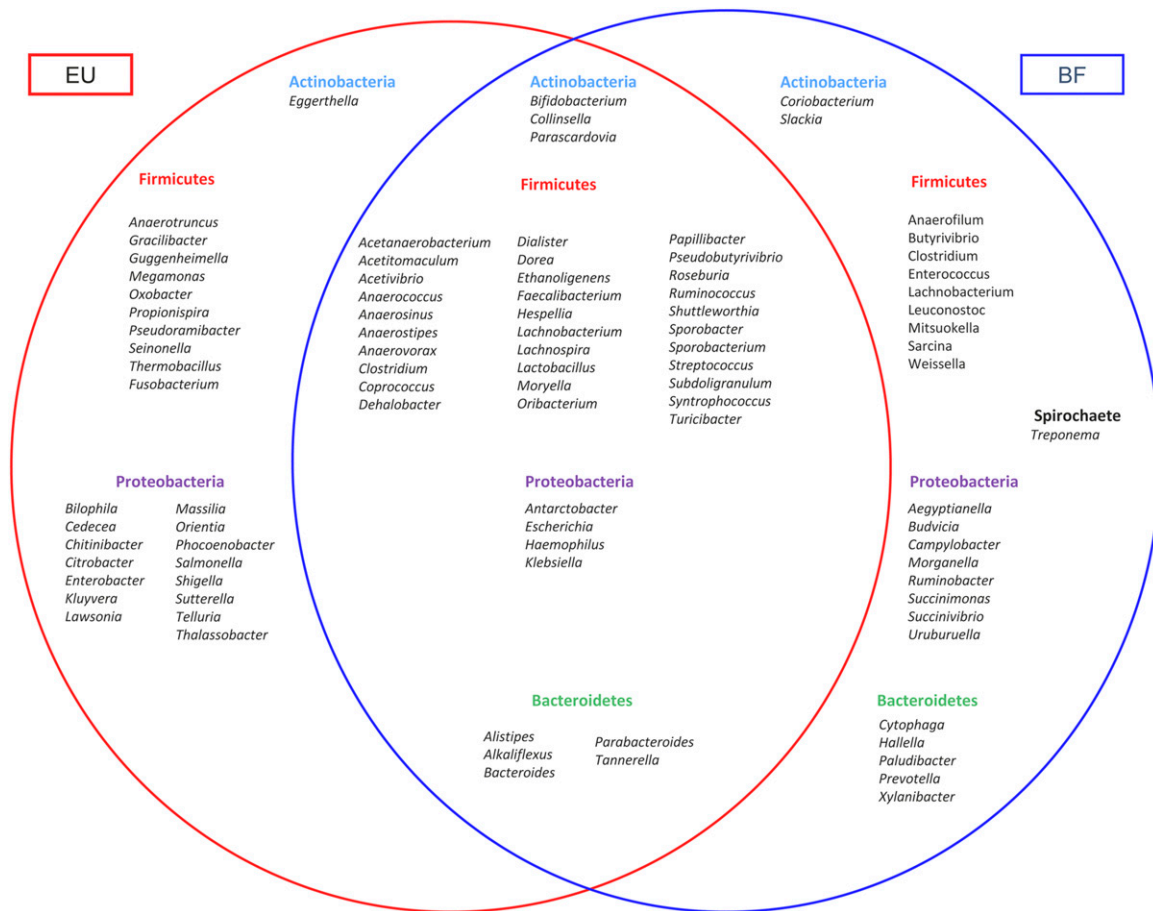 EU
BF
Actinobacteria
Eggerthella
Actinobacteria
Bifidobacterium
Collinsella
Parascardovia
Actinobacteria
Coriobacterium
Slackia
Firmicutes
Anaerotruncus
Gracilibacter
Guggenheimella
Megamonas
Oxobacter
Propionispira
Pseudoramibacter
Seinonella
Thermobacillus
Fusobacterium
Firmicutes
Acetanaerobacterium
Acetitomaculum
Acetivibrio
Anaerococcus
Anaerosinus
Anaerostipes
Anaerovorax
Clostridium
Coprococcus
Dehalobacter
Dialister
Dorea
Ethanoligenens
Faecalibacterium
Hespellia
Lachnobacterium
Lachnospira
Lactobacillus
Moryella
Oribacterium
Papillibacter
Pseudobutyrivibrio
Roseburia
Ruminococcus
Shuttleworthia
Sporobacter
Sporobacterium
Streptococcus
Subdoligranulum
Syntrophococcus
Turicibacter
Firmicutes
Anaerofilum
Butyrivibrio
Clostridium
Enterococcus
Lachnobacterium
Leuconostoc
Mitsuokella
Sarcina
Weissella
Spirochaete
Treponema
Proteobacteria
Bilophila
Cedecea
Chitinibacter
Citrobacter
Enterobacter
Kluyvera
Lawsonia
Massilia
Orientia
Phocoenobacter
Salmonella
Shigella
Sutterella
Telluria
Thalassobacter
Proteobacteria
Antarctobacter
Escherichia
Haemophilus
Klebsiella
Proteobacteria
Aegyptianella
Budvicia
Campylobacter
Morganella
Ruminobacter
Succinimonas
Succinivibrio
Uruburuella
Bacteroidetes
Alistipes
Alkaliflexus
Bacteroides
Parabacteroides
Tannerella
Bacteroidetes
Cytophaga
Hallella
Paludibacter
Prevotella
Xylanibacter